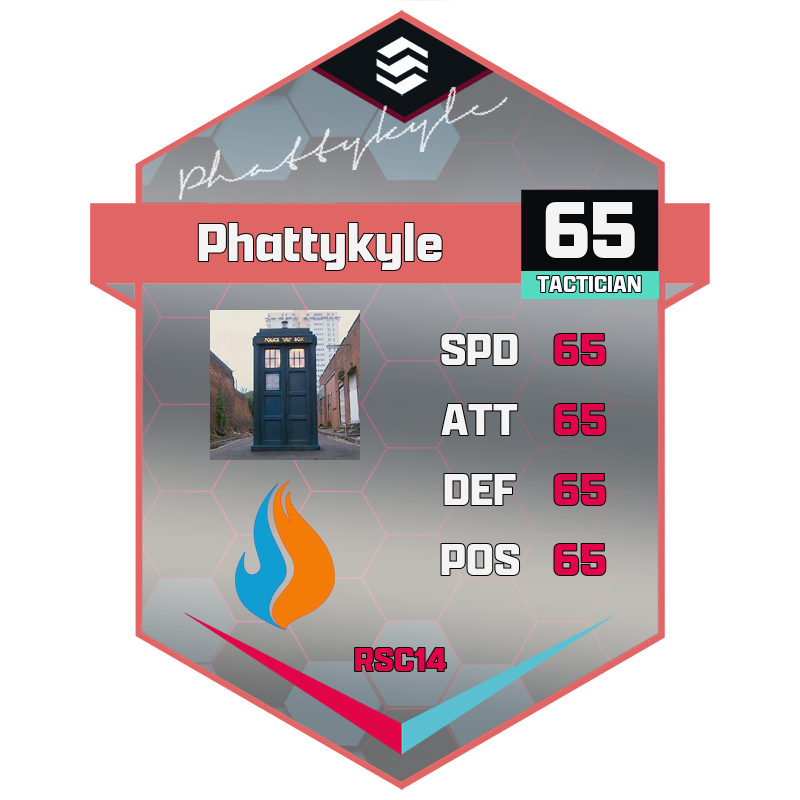 Phattykyle
Phattykyle
65
TACTICIAN
POLICE BOX
SPD 65
ATT 65
DEF 65
POS 65
RSC14